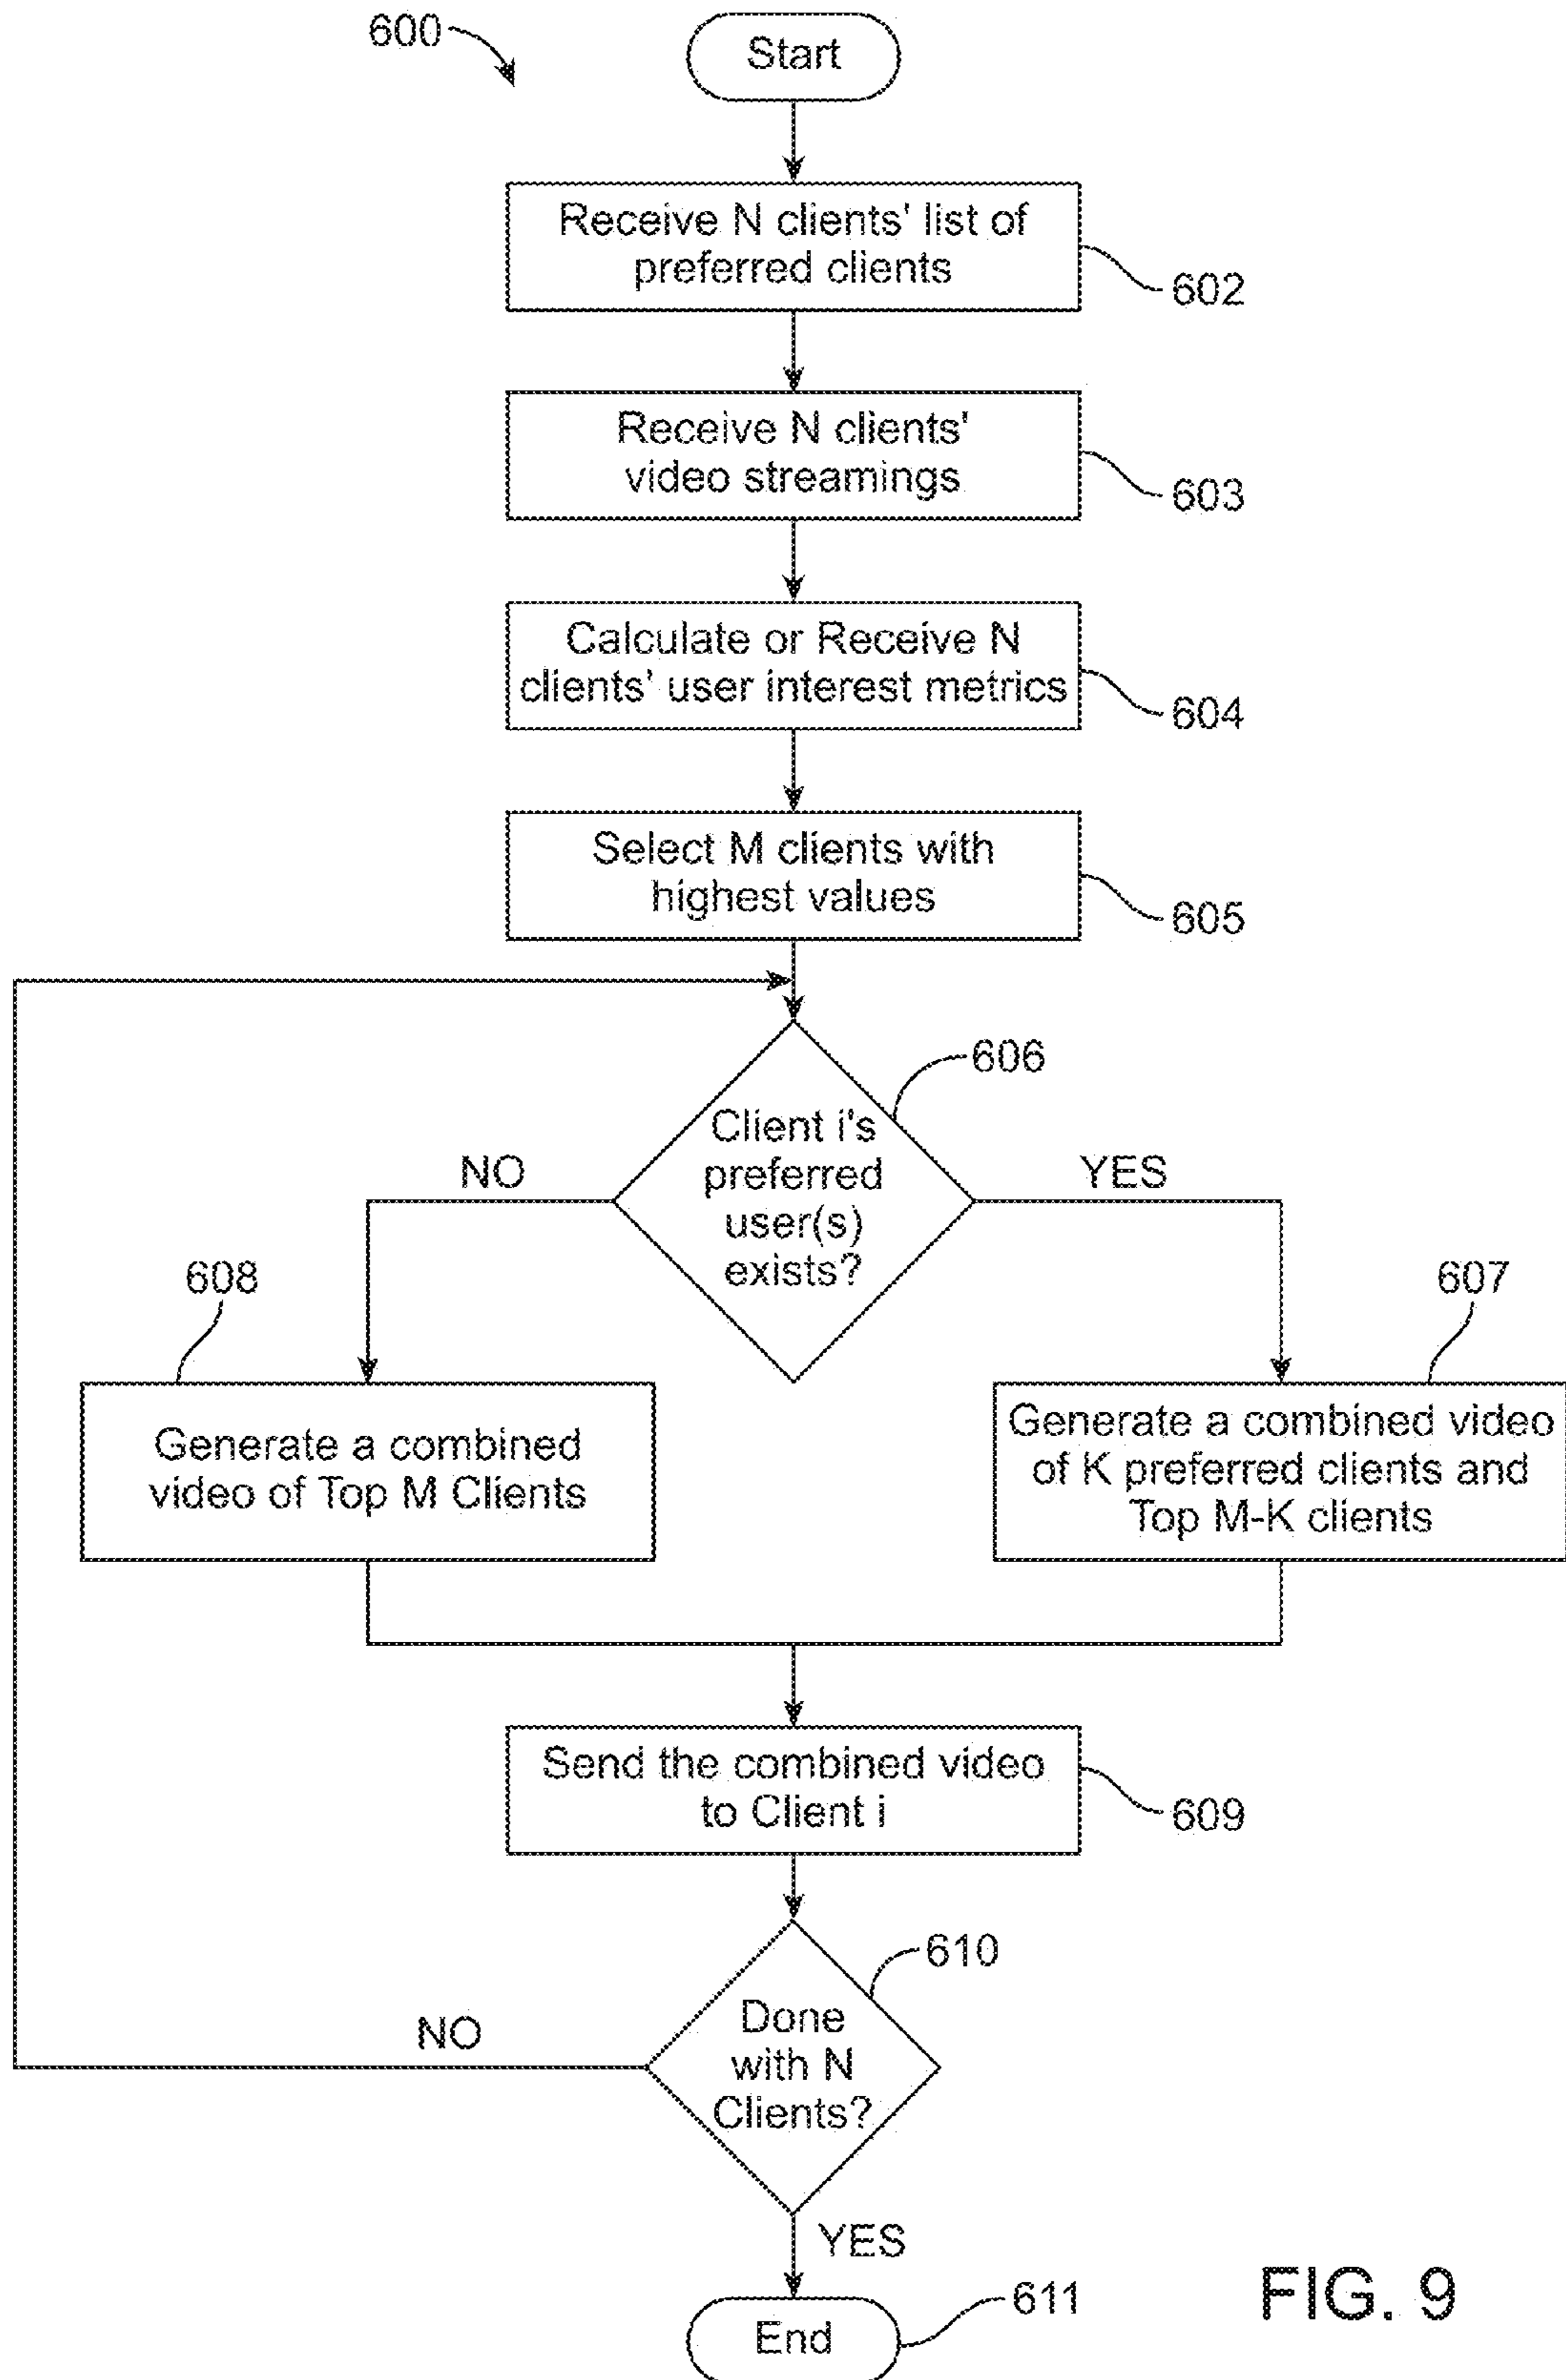 600
Start
Receive N clients' list of
preferred clients
602
Receive N clients'
video streamings
603
Calculate or Receive N
clients' user interest metrics
604
Select M clients with
highest values
605
606
Client i's
preferred
user(s)
exists?
NO
YES
608
607
Generate a combined
video of Top M Clients
Generate a combined video
of K preferred clients and
Top M-K clients
Send the combined video
to Client i
609
610
Done
with N
Clients?
NO
YES
End
611
FIG. 9